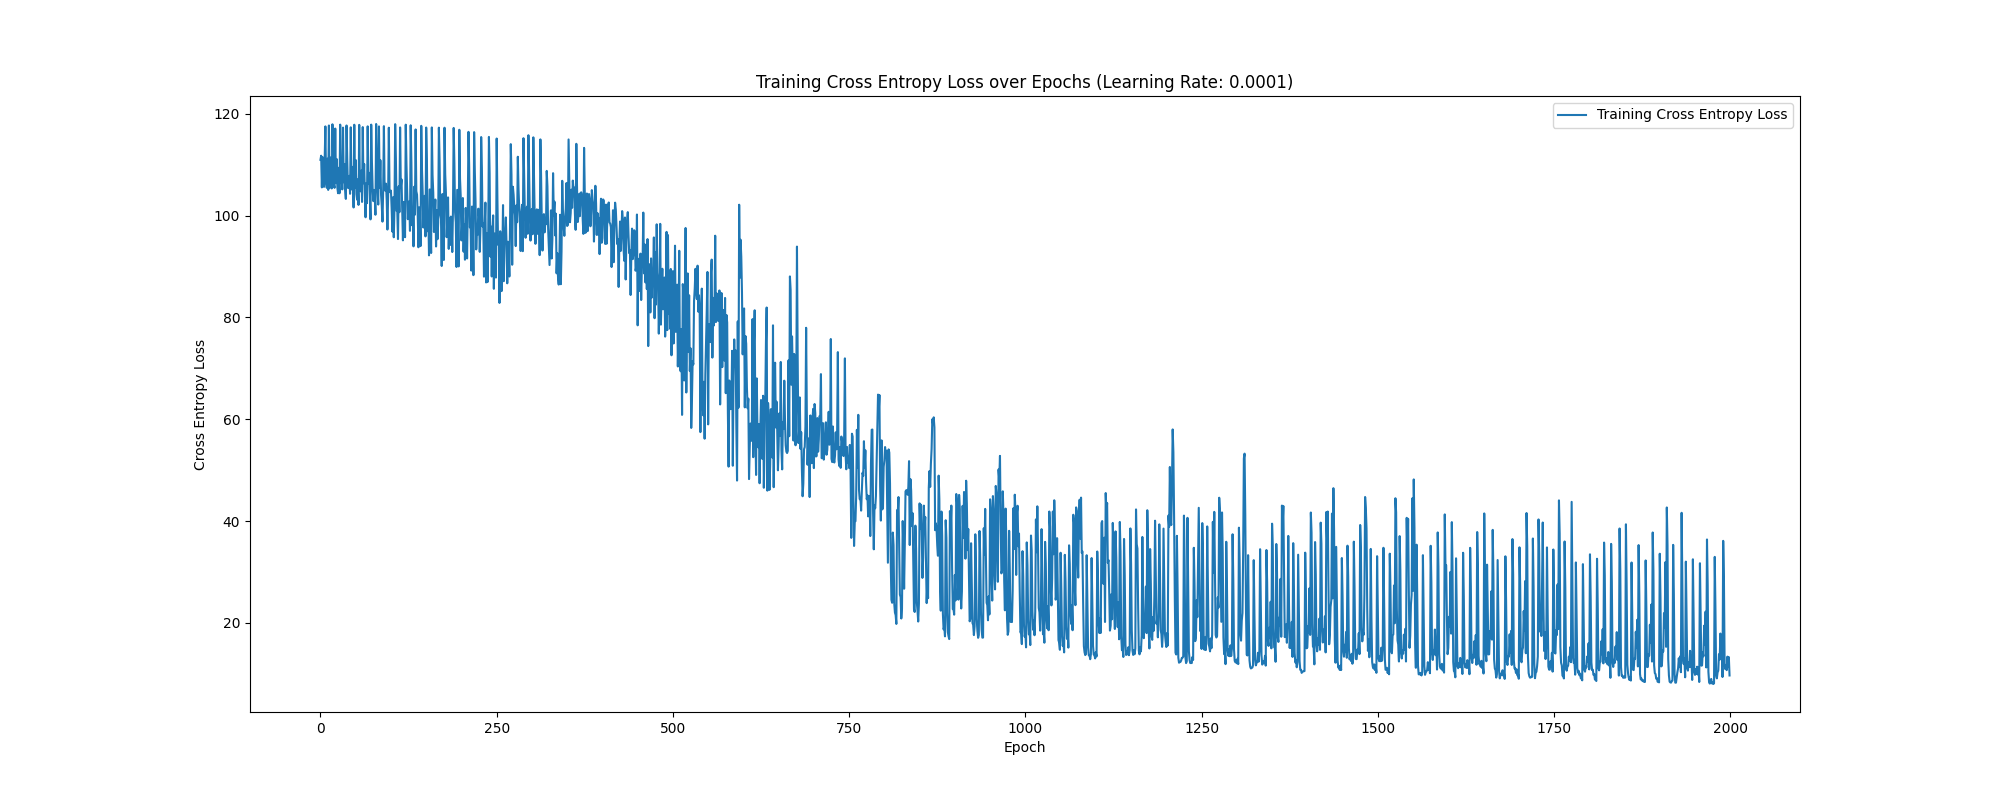 Training Cross Entropy Loss over Epochs (Learning Rate: 0.0001)
Training Cross Entropy Loss
120
100
80
60
40
20
Cross Entropy Loss
0 250 500 750 1000 1250 1500 1750 2000
Epoch